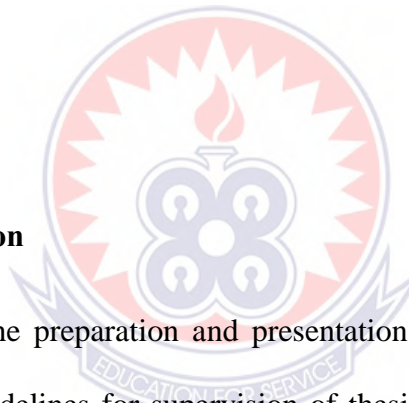 on
ne preparation and presentation
EDUCATION FOR SERVICE
delines for supervision of thesi